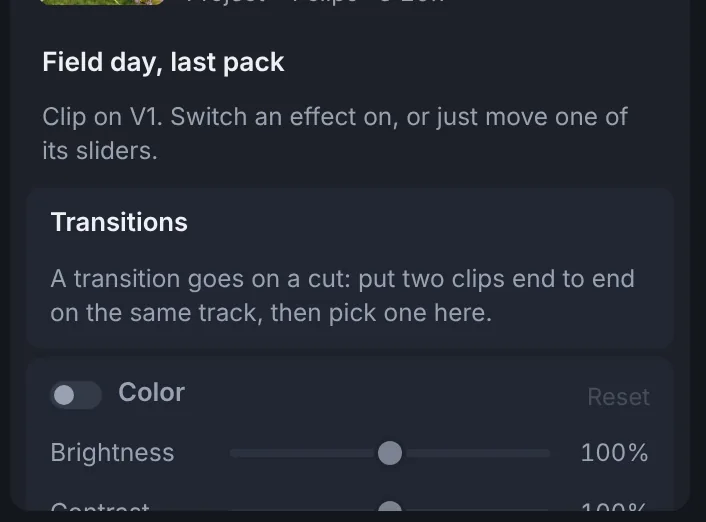 Field day, last pack
Clip on V1. Switch an effect on, or just move one of
its sliders.
Transitions
A transition goes on a cut: put two clips end to end
on the same track, then pick one here.
Color
Reset
Brightness
100%
Contrast
100%